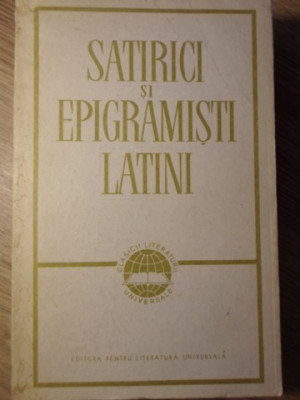 SATIRICI
ȘI
EPIGRAMIȘTI
LATINI
CLASICII LITERATURII
UNIVERSALE
EDITURA PENTRU LITERATURA UNIVERSALĂ